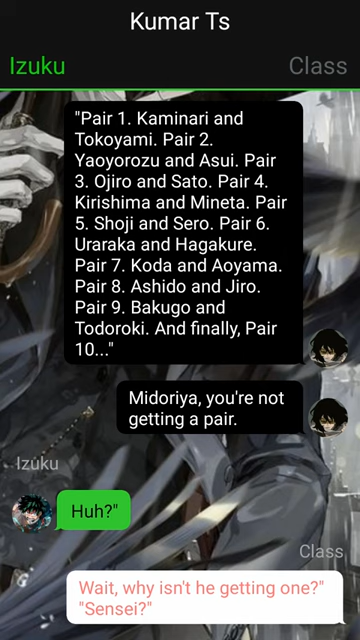 Kumar Ts
Izuku Class
"Pair 1. Kaminari and
Tokoyami. Pair 2.
Yaoyorozu and Asui. Pair
3. Ojiro and Sato. Pair 4.
Kirishima and Mineta. Pair
5. Shoji and Sero. Pair 6.
Uraraka and Hagakure.
Pair 7. Koda and Aoyama.
Pair 8. Ashido and Jiro.
Pair 9. Bakugo and
Todoroki. And finally, Pair
10..."
Midoriya, you're not
getting a pair.
Izuku
Huh?"
Class
Wait, why isn't he getting one?"
"Sensei?"